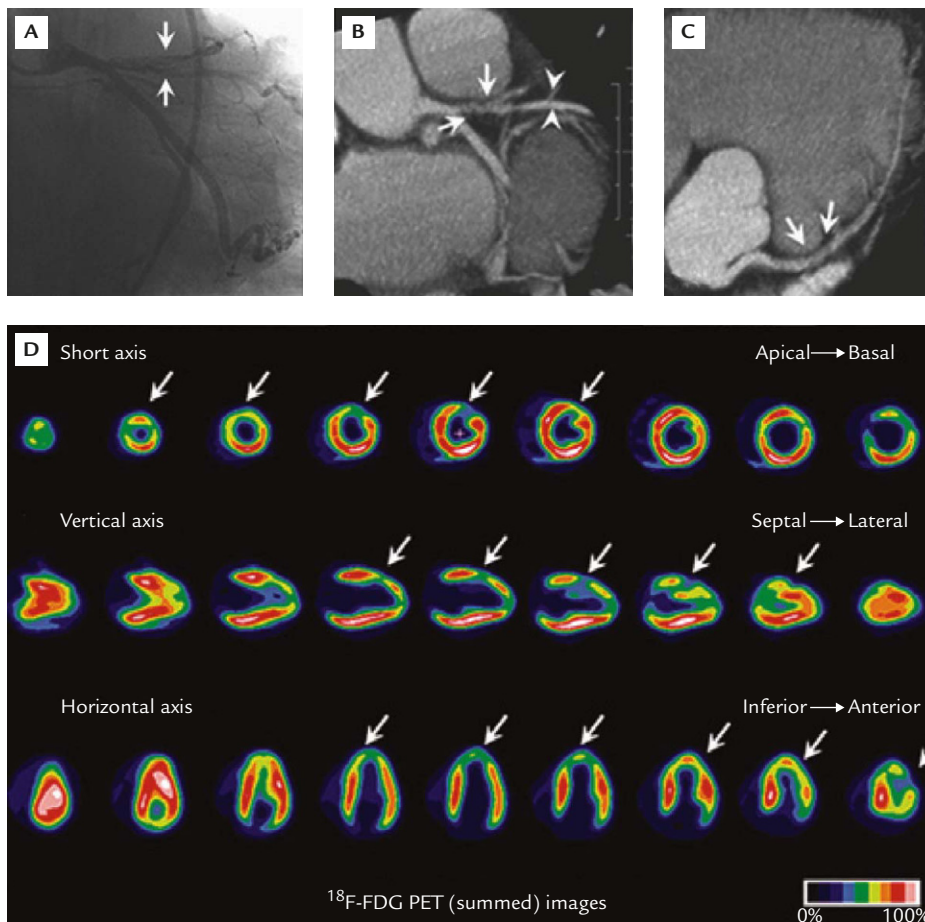 A
B
C
D
Short axis
Apical→Basal
Vertical axis
Septal→Lateral
Horizontal axis
Inferior→Anterior
¹⁸F-FDG PET (summed) images
0%
100%